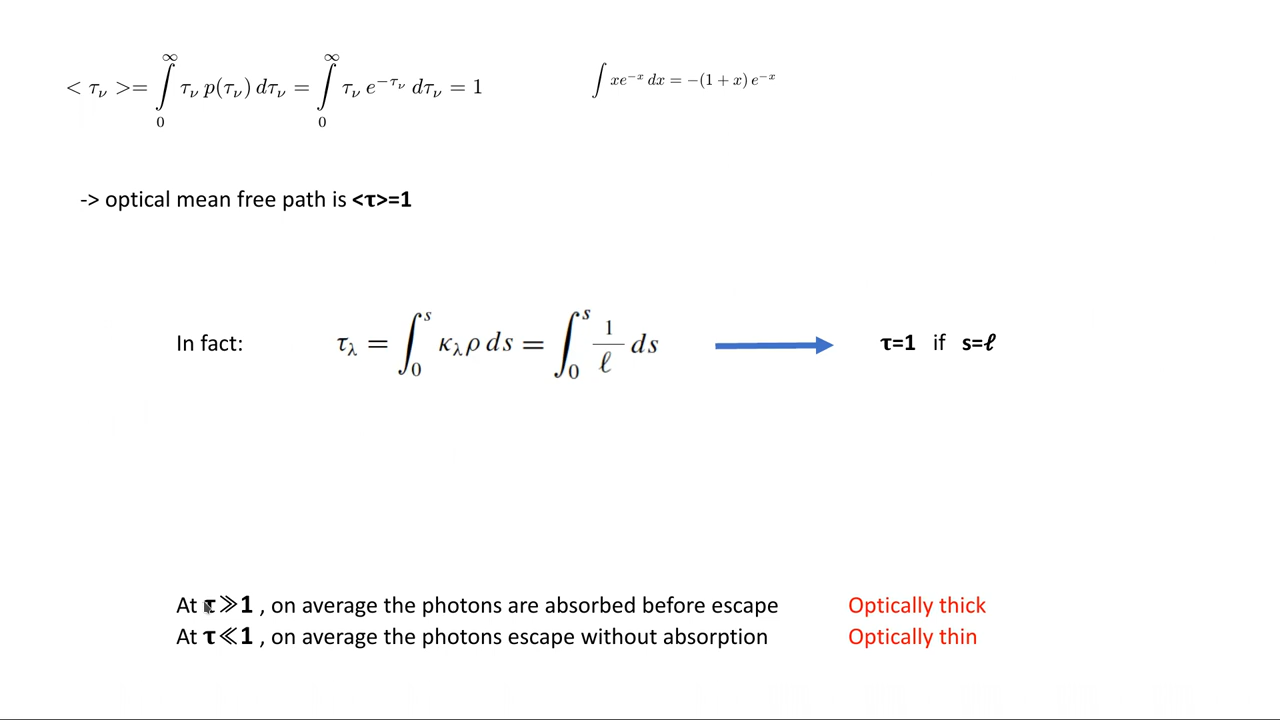 < τ_ν >= ∫_0^∞ τ_ν p(τ_ν) dτ_ν = ∫_0^∞ τ_ν e^{−τ_ν} dτ_ν = 1
∫ xe^{−x} dx = −(1 + x) e^{−x}
-> optical mean free path is <τ>=1
In fact: τ_λ = ∫_0^s κ_λ ρ ds = ∫_0^s 1/ℓ ds τ=1 if s=ℓ
At τ≫1 , on average the photons are absorbed before escape Optically thick
At τ≪1 , on average the photons escape without absorption Optically thin